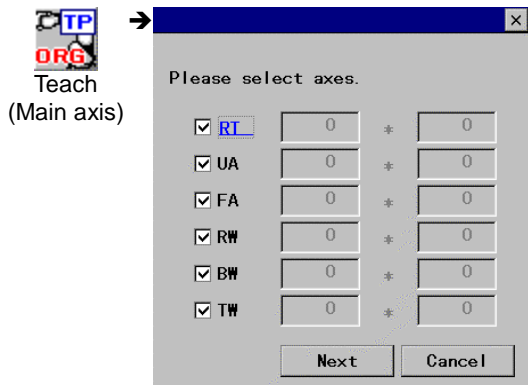 TP
ORG
Teach
(Main axis)
➔
×
Please select axes.
RT 0 * 0
UA 0 * 0
FA 0 * 0
RW 0 * 0
BW 0 * 0
TW 0 * 0
Next Cancel